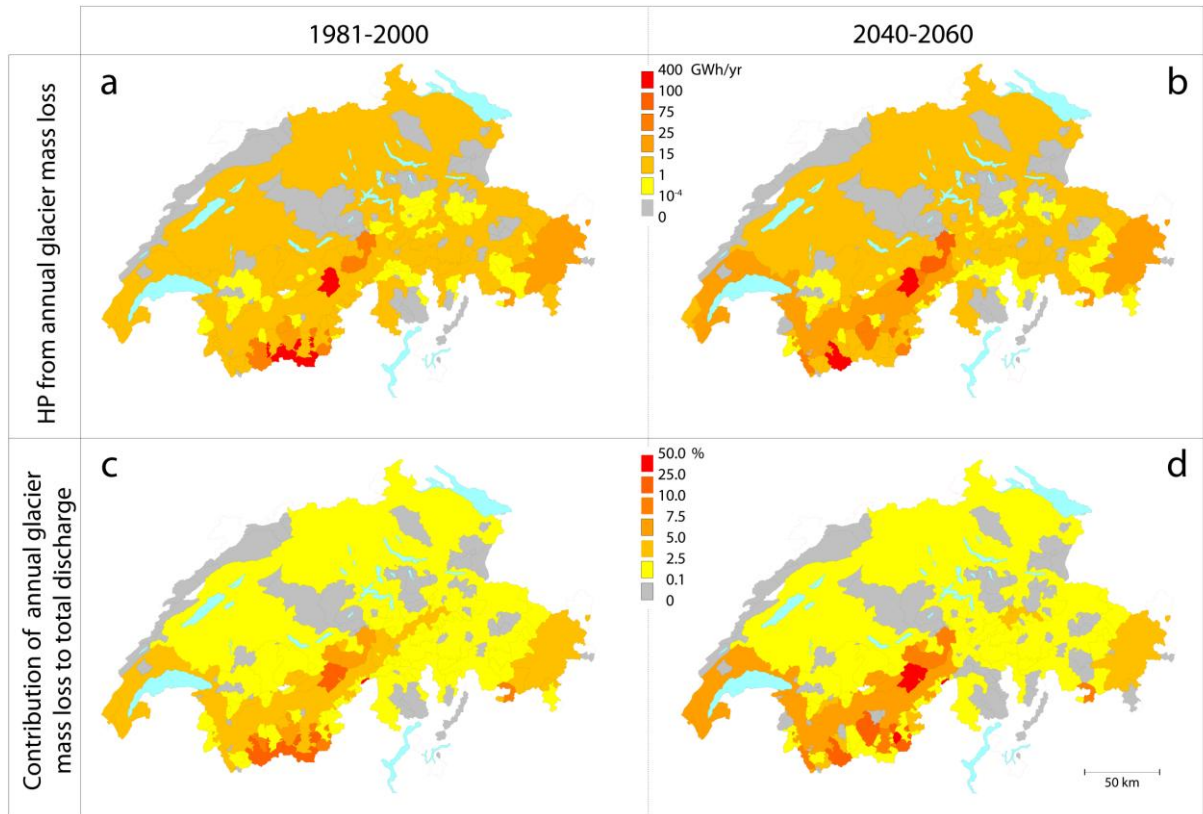 1981-2000
2040-2060
HP from annual glacier mass loss
a
400 GWh/yr
100
75
25
15
1
10⁻⁴
0
b
Contribution of annual glacier
mass loss to total discharge
c
50.0 %
25.0
10.0
7.5
5.0
2.5
0.1
0
d
50 km